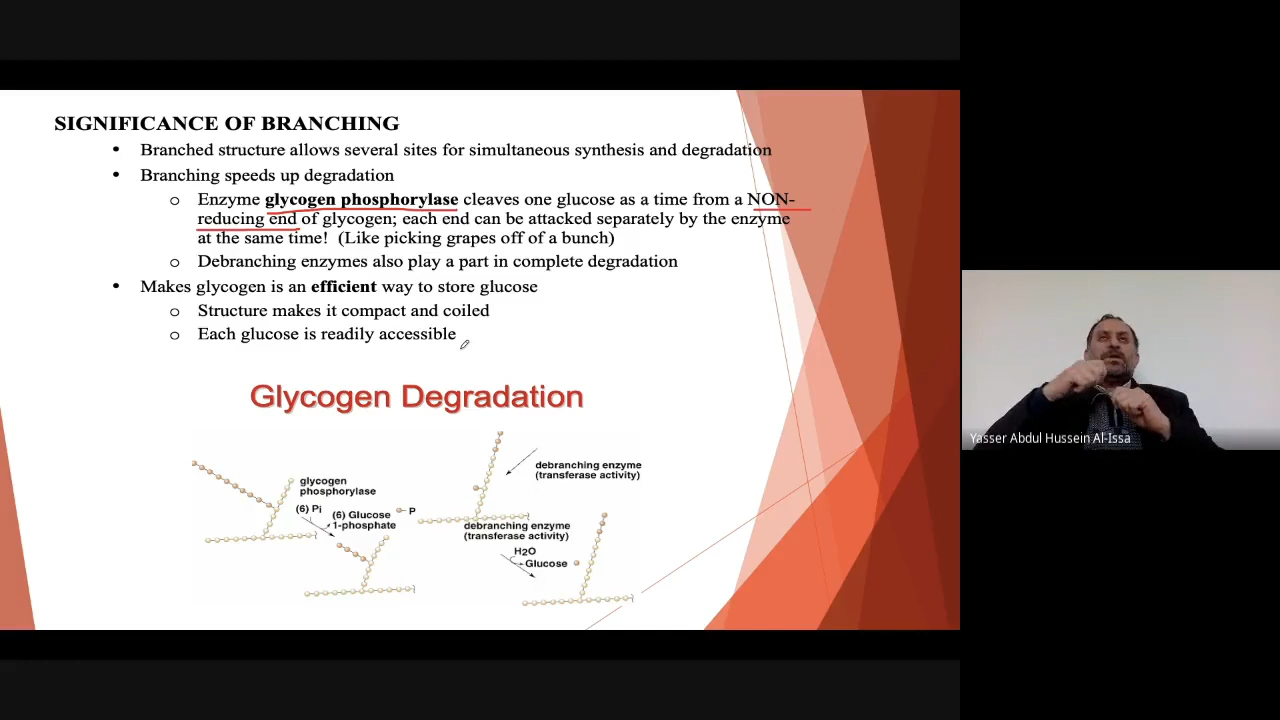 SIGNIFICANCE OF BRANCHING
• Branched structure allows several sites for simultaneous synthesis and degradation
• Branching speeds up degradation
o Enzyme glycogen phosphorylase cleaves one glucose as a time from a NON-
reducing end of glycogen; each end can be attacked separately by the enzyme
at the same time! (Like picking grapes off of a bunch)
o Debranching enzymes also play a part in complete degradation
• Makes glycogen is an efficient way to store glucose
o Structure makes it compact and coiled
o Each glucose is readily accessible
Glycogen Degradation
glycogen
phosphorylase
(6) Pi
(6) Glucose
1-phosphate
P
debranching enzyme
(transferase activity)
debranching enzyme
(transferase activity)
H2O
Glucose
Yasser Abdul Hussein Al-Issa